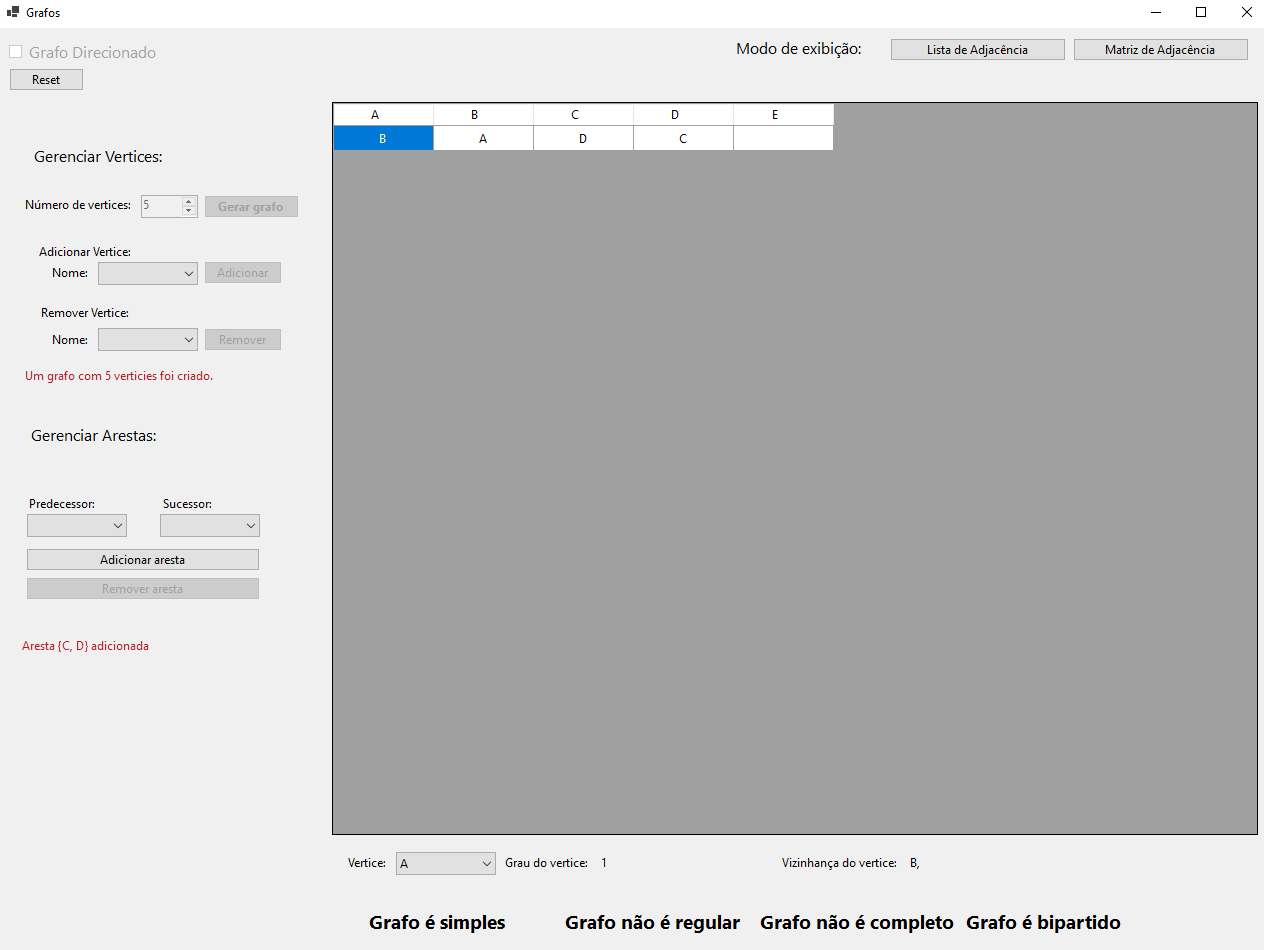 Grafos
Grafo Direcionado
Modo de exibição:
Lista de Adjacência
Matriz de Adjacência
Reset
A B C D E
B A D C
Gerenciar Vertices:
Número de vertices: 5 Gerar grafo
Adicionar Vertice:
Nome: Adicionar
Remover Vertice:
Nome: Remover
Um grafo com 5 verticies foi criado.
Gerenciar Arestas:
Predecessor: Sucessor:
Adicionar aresta
Remover aresta
Aresta {C, D} adicionada
Vertice: A Grau do vertice: 1 Vizinhança do vertice: B,
Grafo é simples Grafo não é regular Grafo não é completo Grafo é bipartido